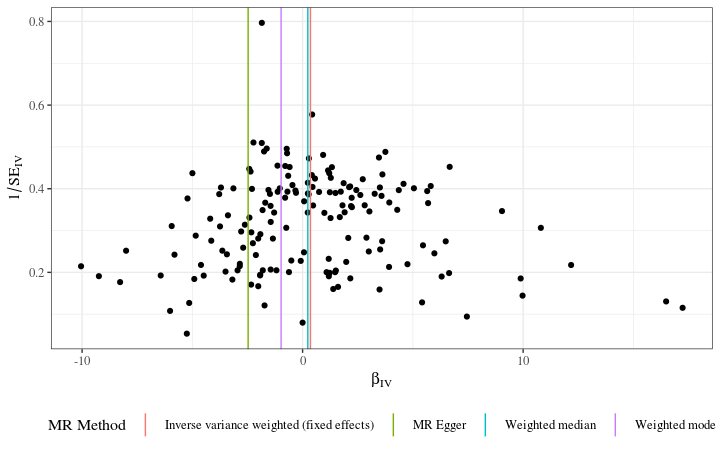 0.8
0.6
0.4
0.2
1/SE_IV
-10
0
10
β_IV
MR Method Inverse variance weighted (fixed effects) MR Egger Weighted median Weighted mode